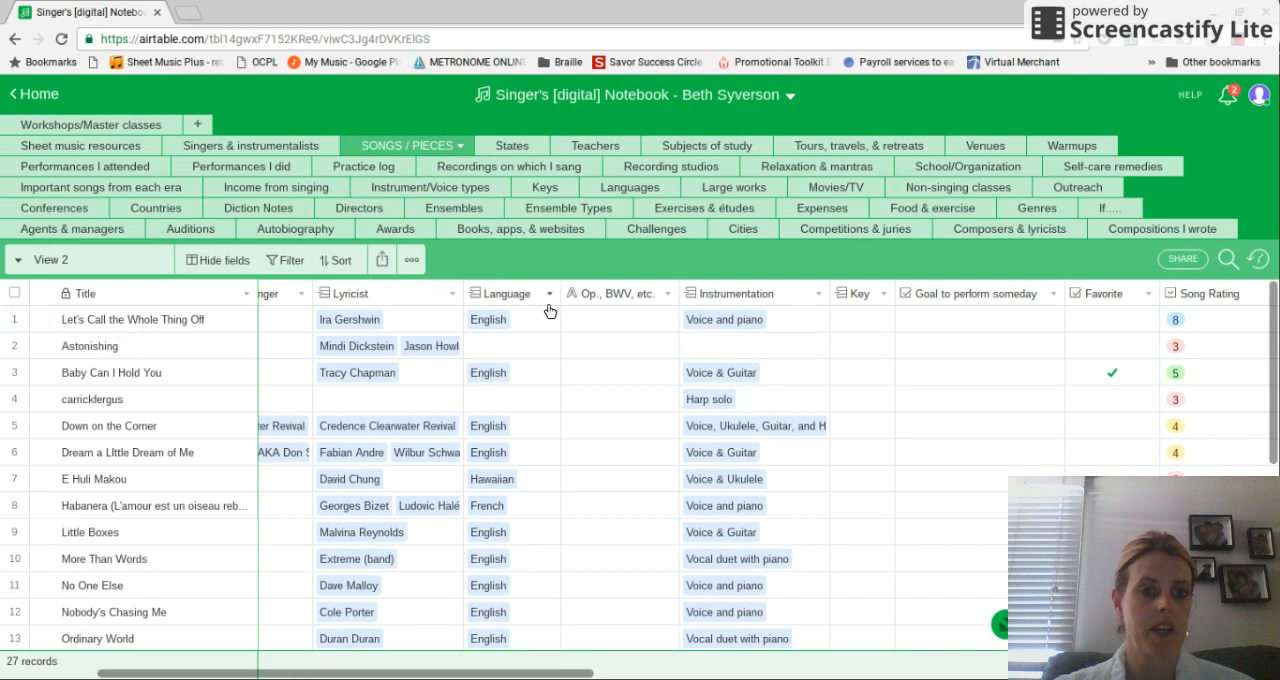 Singer's [digital] Notebo
powered by
Screencastify Lite
https://airtable.com/tbl14gwxF7152KRe9/viwC3Jg4rDVKrEIGS
Bookmarks Sheet Music Plus - OCPL My Music - Google Pl METRONOME ONLIN Braille Savor Success Circle Promotional Toolkit Payroll services to ea Virtual Merchant » Other bookmarks
Home Singer's [digital] Notebook - Beth Syverson HELP 2
Workshops/Master classes +
Sheet music resources Singers & instrumentalists SONGS / PIECES States Teachers Subjects of study Tours, travels, & retreats Venues Warmups
Performances I attended Performances I did Practice log Recordings on which I sang Recording studios Relaxation & mantras School/Organization Self-care remedies
Important songs from each era Income from singing Instrument/Voice types Keys Languages Large works Movies/TV Non-singing classes Outreach
Conferences Countries Diction Notes Directors Ensembles Ensemble Types Exercises & études Expenses Food & exercise Genres If.....
Agents & managers Auditions Autobiography Awards Books, apps, & websites Challenges Cities Competitions & juries Composers & lyricists Compositions I wrote
View 2 Hide fields Filter Sort SHARE
Title nger Lyricist Language Op., BWV, etc. Instrumentation Key Goal to perform someday Favorite Song Rating
1 Let's Call the Whole Thing Off Ira Gershwin English Voice and piano 8
2 Astonishing Mindi Dickstein Jason Howl 3
3 Baby Can I Hold You Tracy Chapman English Voice & Guitar 5
4 carrickfergus Harp solo 3
5 Down on the Corner ter Revival Credence Clearwater Revival English Voice, Ukulele, Guitar, and H 4
6 Dream a LIttle Dream of Me AKA Don S Fabian Andre Wilbur Schwa English Voice & Guitar 4
7 E Huli Makou David Chung Hawaiian Voice & Ukulele
8 Habanera (L'amour est un oiseau reb... Georges Bizet Ludovic Halé French Voice and piano
9 Little Boxes Malvina Reynolds English Voice & Guitar
10 More Than Words Extreme (band) English Vocal duet with piano
11 No One Else Dave Malloy English Voice and piano
12 Nobody's Chasing Me Cole Porter English Voice and piano
13 Ordinary World Duran Duran English Vocal duet with piano
27 records